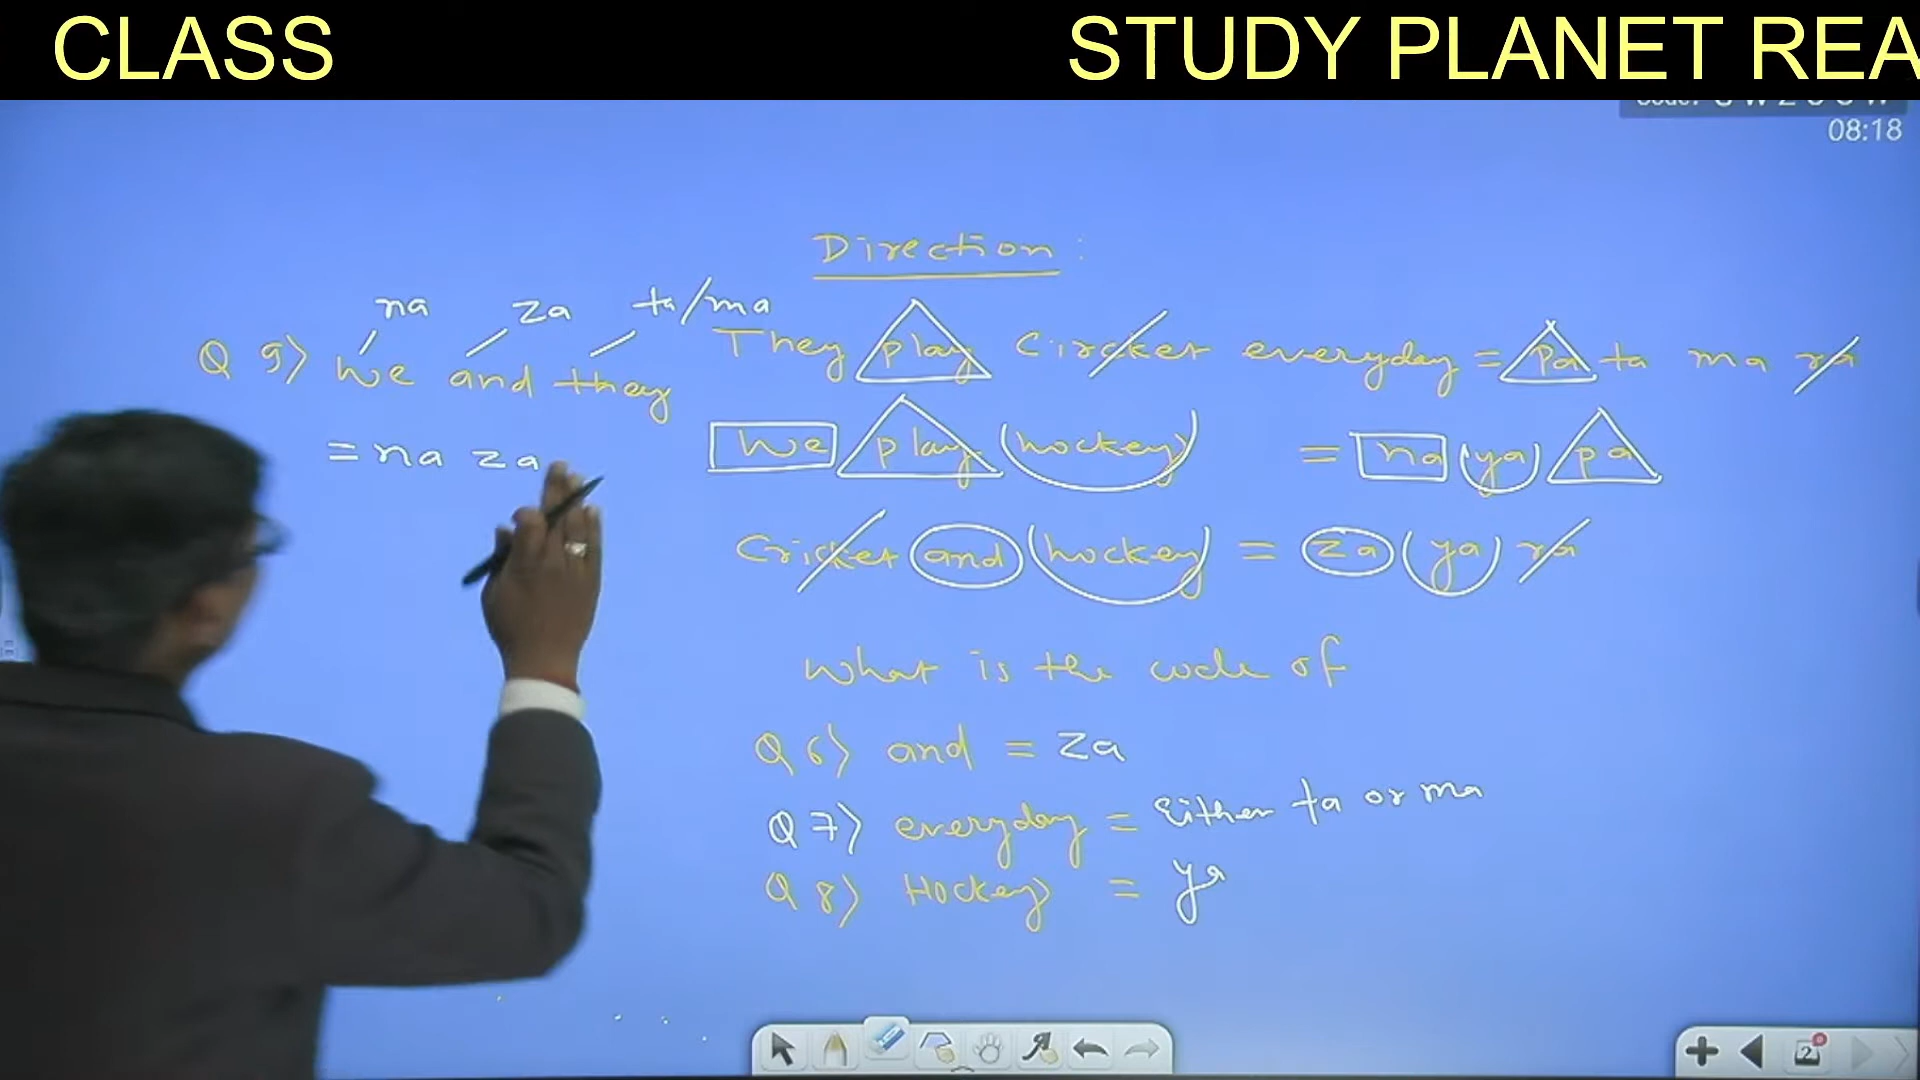 CLASS STUDY PLANET REA
08:18
Direction:
na za ta/ma
Q 9) We and they
= na za
They play Circket everyday = pa ta ma ra
We play hockey = na ya pa
Cricket and hockey = za ya ra
What is the code of
Q 6) and = za
Q 7) everyday = Either ta or ma
Q 8) Hockey = ya
2